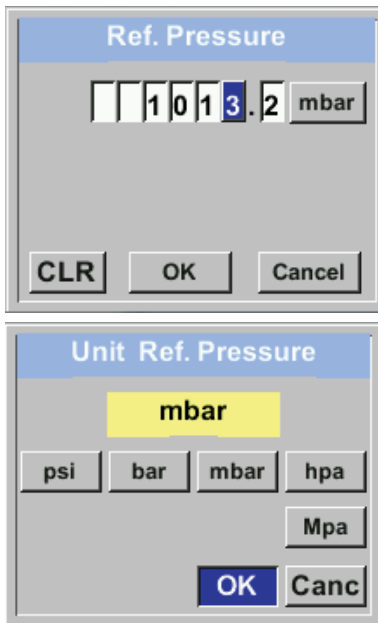 Ref. Pressure
1013.2 mbar
CLR OK Cancel
Unit Ref. Pressure
mbar
psi bar mbar hpa
Mpa
OK Canc